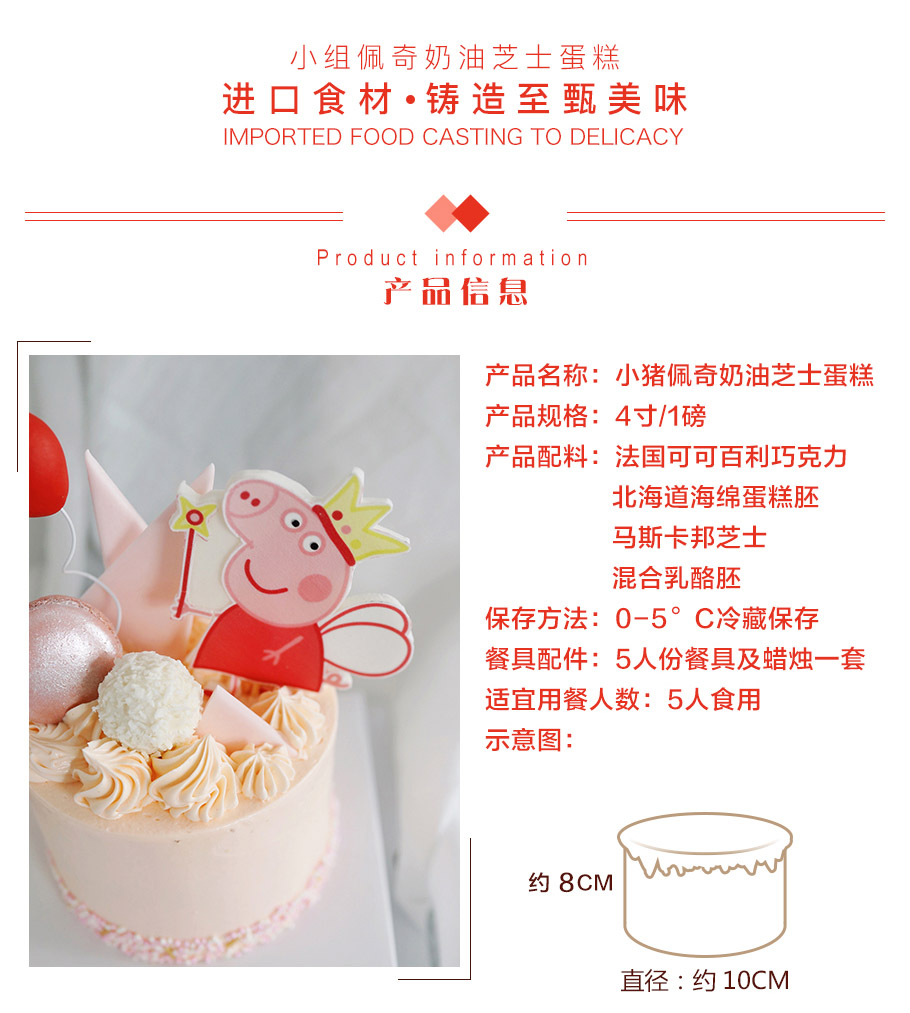 小组佩奇奶油芝士蛋糕
进口食材•铸造至甄美味
IMPORTED FOOD CASTING TO DELICACY
Product information
产品信息
产品名称：小猪佩奇奶油芝士蛋糕
产品规格：4寸/1磅
产品配料：法国可可百利巧克力
北海道海绵蛋糕胚
马斯卡邦芝士
混合乳酪胚
保存方法：0-5°C冷藏保存
餐具配件：5人份餐具及蜡烛一套
适宜用餐人数：5人食用
示意图：
约 8CM
直径：约 10CM